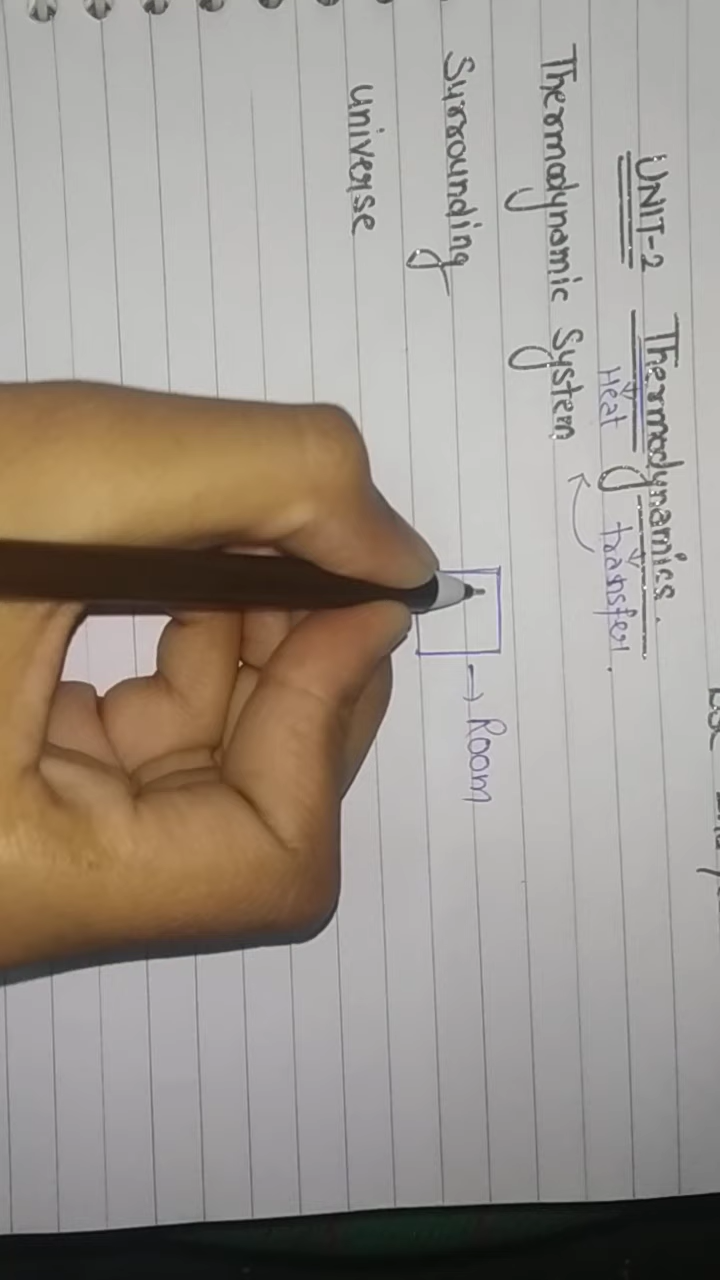 UNIT-2 Thermodynamics.
Heat transfer.
Thermodynamic System
Surrounding
→ Room
universe